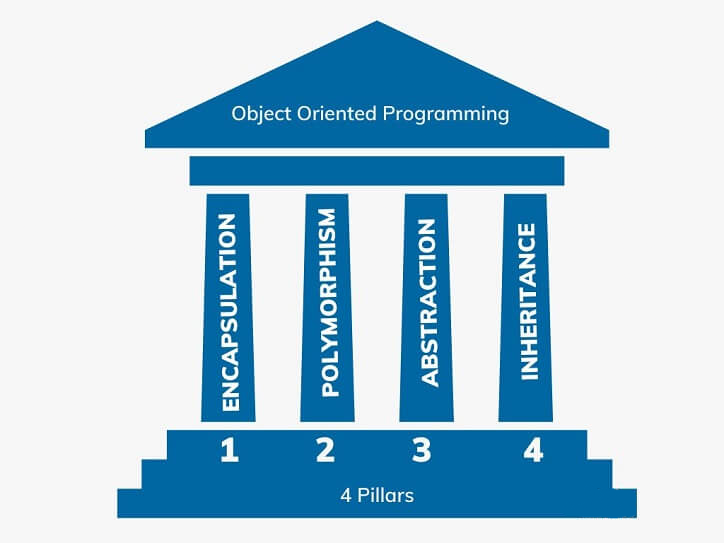 Object Oriented Programming
ENCAPSULATION
POLYMORPHISM
ABSTRACTION
INHERITANCE
1 2 3 4
4 Pillars